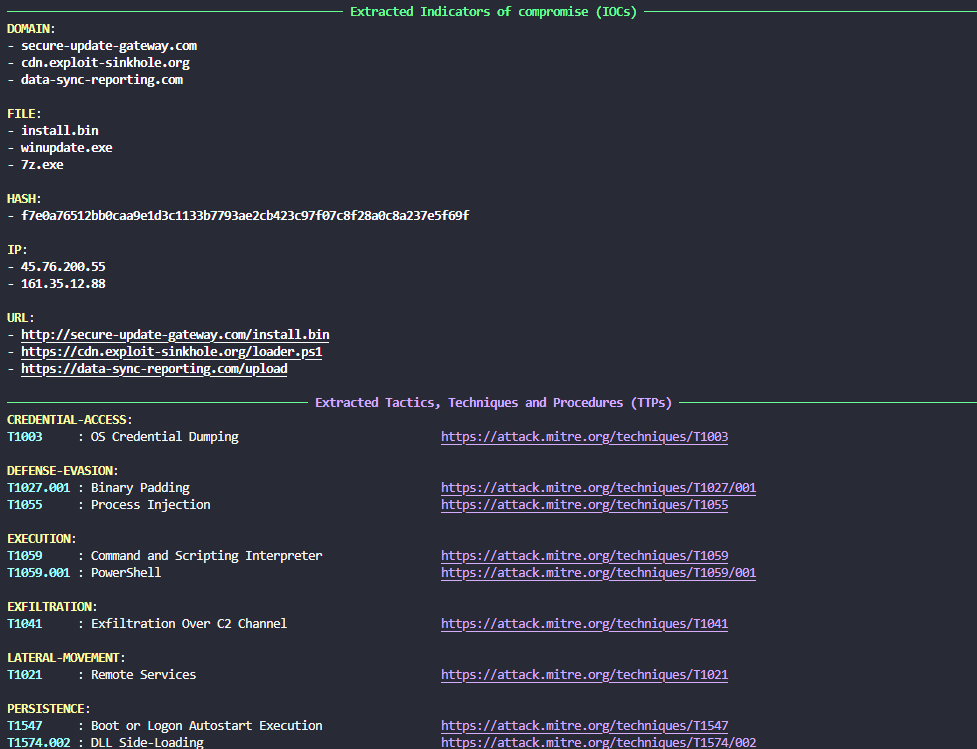 Extracted Indicators of compromise (IOCs)
DOMAIN:
- secure-update-gateway.com
- cdn.exploit-sinkhole.org
- data-sync-reporting.com
FILE:
- install.bin
- winupdate.exe
- 7z.exe
HASH:
- f7e0a76512bb0caa9e1d3c1133b7793ae2cb423c97f07c8f28a0c8a237e5f69f
IP:
- 45.76.200.55
- 161.35.12.88
URL:
- http://secure-update-gateway.com/install.bin
- https://cdn.exploit-sinkhole.org/loader.ps1
- https://data-sync-reporting.com/upload
Extracted Tactics, Techniques and Procedures (TTPs)
CREDENTIAL-ACCESS:
T1003 : OS Credential Dumping https://attack.mitre.org/techniques/T1003
DEFENSE-EVASION:
T1027.001 : Binary Padding https://attack.mitre.org/techniques/T1027/001
T1055 : Process Injection https://attack.mitre.org/techniques/T1055
EXECUTION:
T1059 : Command and Scripting Interpreter https://attack.mitre.org/techniques/T1059
T1059.001 : PowerShell https://attack.mitre.org/techniques/T1059/001
EXFILTRATION:
T1041 : Exfiltration Over C2 Channel https://attack.mitre.org/techniques/T1041
LATERAL-MOVEMENT:
T1021 : Remote Services https://attack.mitre.org/techniques/T1021
PERSISTENCE:
T1547 : Boot or Logon Autostart Execution https://attack.mitre.org/techniques/T1547
T1574.002 : DLL Side-Loading https://attack.mitre.org/techniques/T1574/002